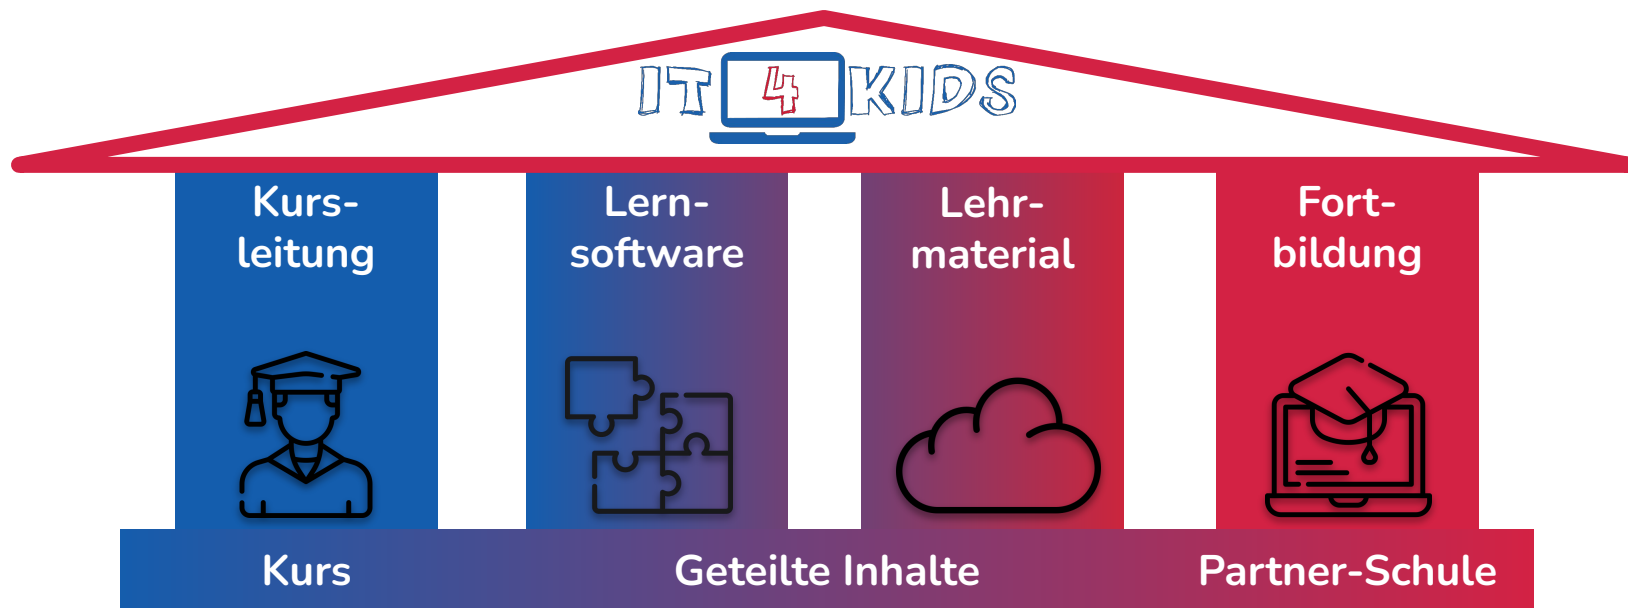 IT 4 KIDS
Kurs-
leitung
Lern-
software
Lehr-
material
Fort-
bildung
Kurs
Geteilte Inhalte
Partner-Schule